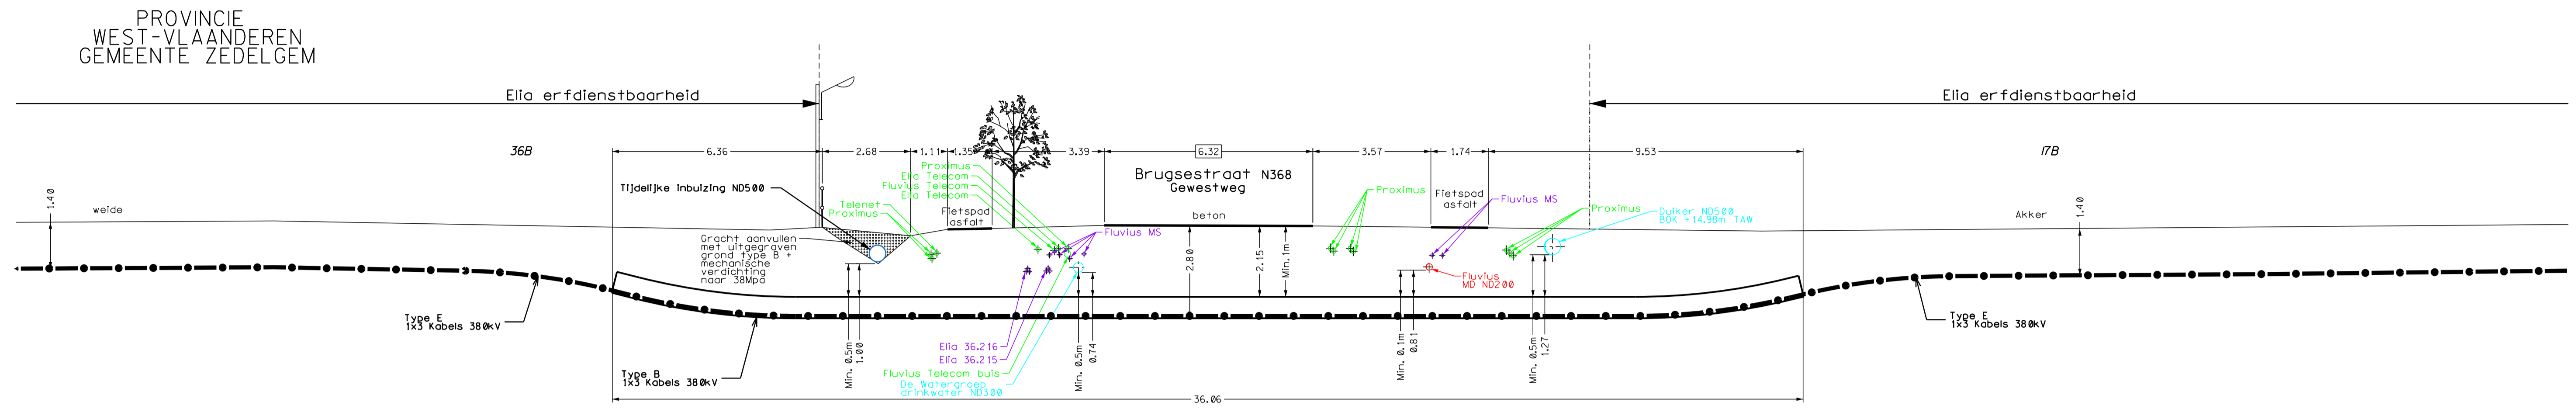 PROVINCIE
WEST-VLAANDEREN
GEMEENTE ZEDELGEM
Elia erfdienstbaarheid
Elia erfdienstbaarheid
36B
17B
6.36
2.68
1.11
1.35
3.39
6.32
3.57
1.74
9.53
Brugsestraat N368
Gewestweg
beton
Tijdelijke inbuizing ND500
Proximus
Elia Telecom
Fluvius Telecom
Elia Telecom
Telenet
Proximus
Fietspad
asfalt
Fluvius MS
Proximus
Fietspad
asfalt
Fluvius MS
Proximus
Duiker ND500
BOK +14.98m TAW
1.40
weide
Akker
1.40
Gracht aanvullen
met uitgegraven
grond type B +
mechanische
verdichting
naar 38Mpa
2.80
2.15
Min.1m
Fluvius
MD ND200
Type E
1x3 Kabels 380kV
Type E
1x3 Kabels 380kV
Type B
1x3 Kabels 380kV
Min. 0.5m
1.00
Elia 36.216
Elia 36.215
Fluvius Telecom buis
De Watergroep
drinkwater ND300
Min. 0.5m
0.74
Min. 0.1m
0.81
Min. 0.5m
1.27
36.06